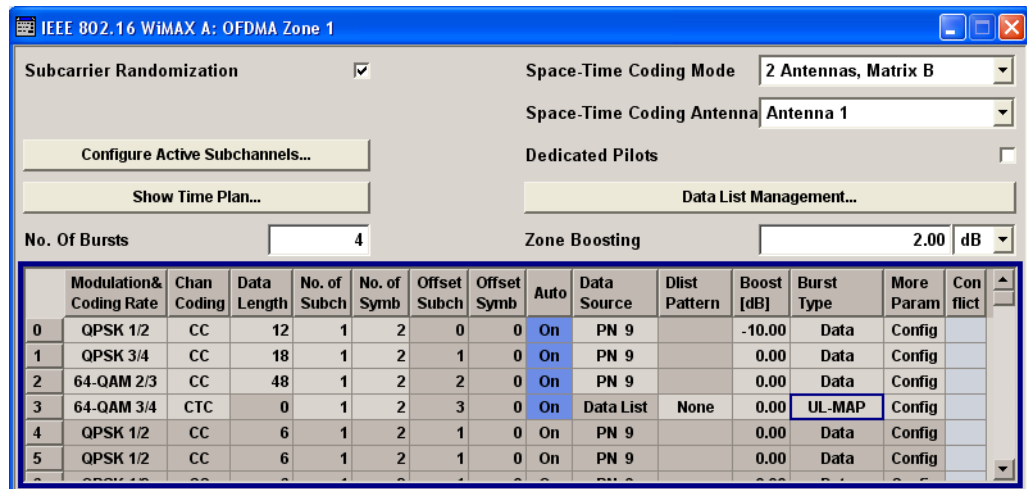 IEEE 802.16 WiMAX A: OFDMA Zone 1
Subcarrier Randomization Space-Time Coding Mode 2 Antennas, Matrix B
Space-Time Coding Antenna Antenna 1
Configure Active Subchannels... Dedicated Pilots
Show Time Plan... Data List Management...
No. Of Bursts 4 Zone Boosting 2.00 dB
Modulation& Chan Data No. of No. of Offset Offset Auto Data Dlist Boost Burst More Con
Coding Rate Coding Length Subch Symb Subch Symb Source Pattern [dB] Type Param flict
0 QPSK 1/2 CC 12 1 2 0 0 On PN 9 -10.00 Data Config
1 QPSK 3/4 CC 18 1 2 1 0 On PN 9 0.00 Data Config
2 64-QAM 2/3 CC 48 1 2 2 0 On PN 9 0.00 Data Config
3 64-QAM 3/4 CTC 0 1 2 3 0 On Data List None 0.00 UL-MAP Config
4 QPSK 1/2 CC 6 1 2 1 0 On PN 9 0.00 Data Config
5 QPSK 1/2 CC 6 1 2 1 0 On PN 9 0.00 Data Config